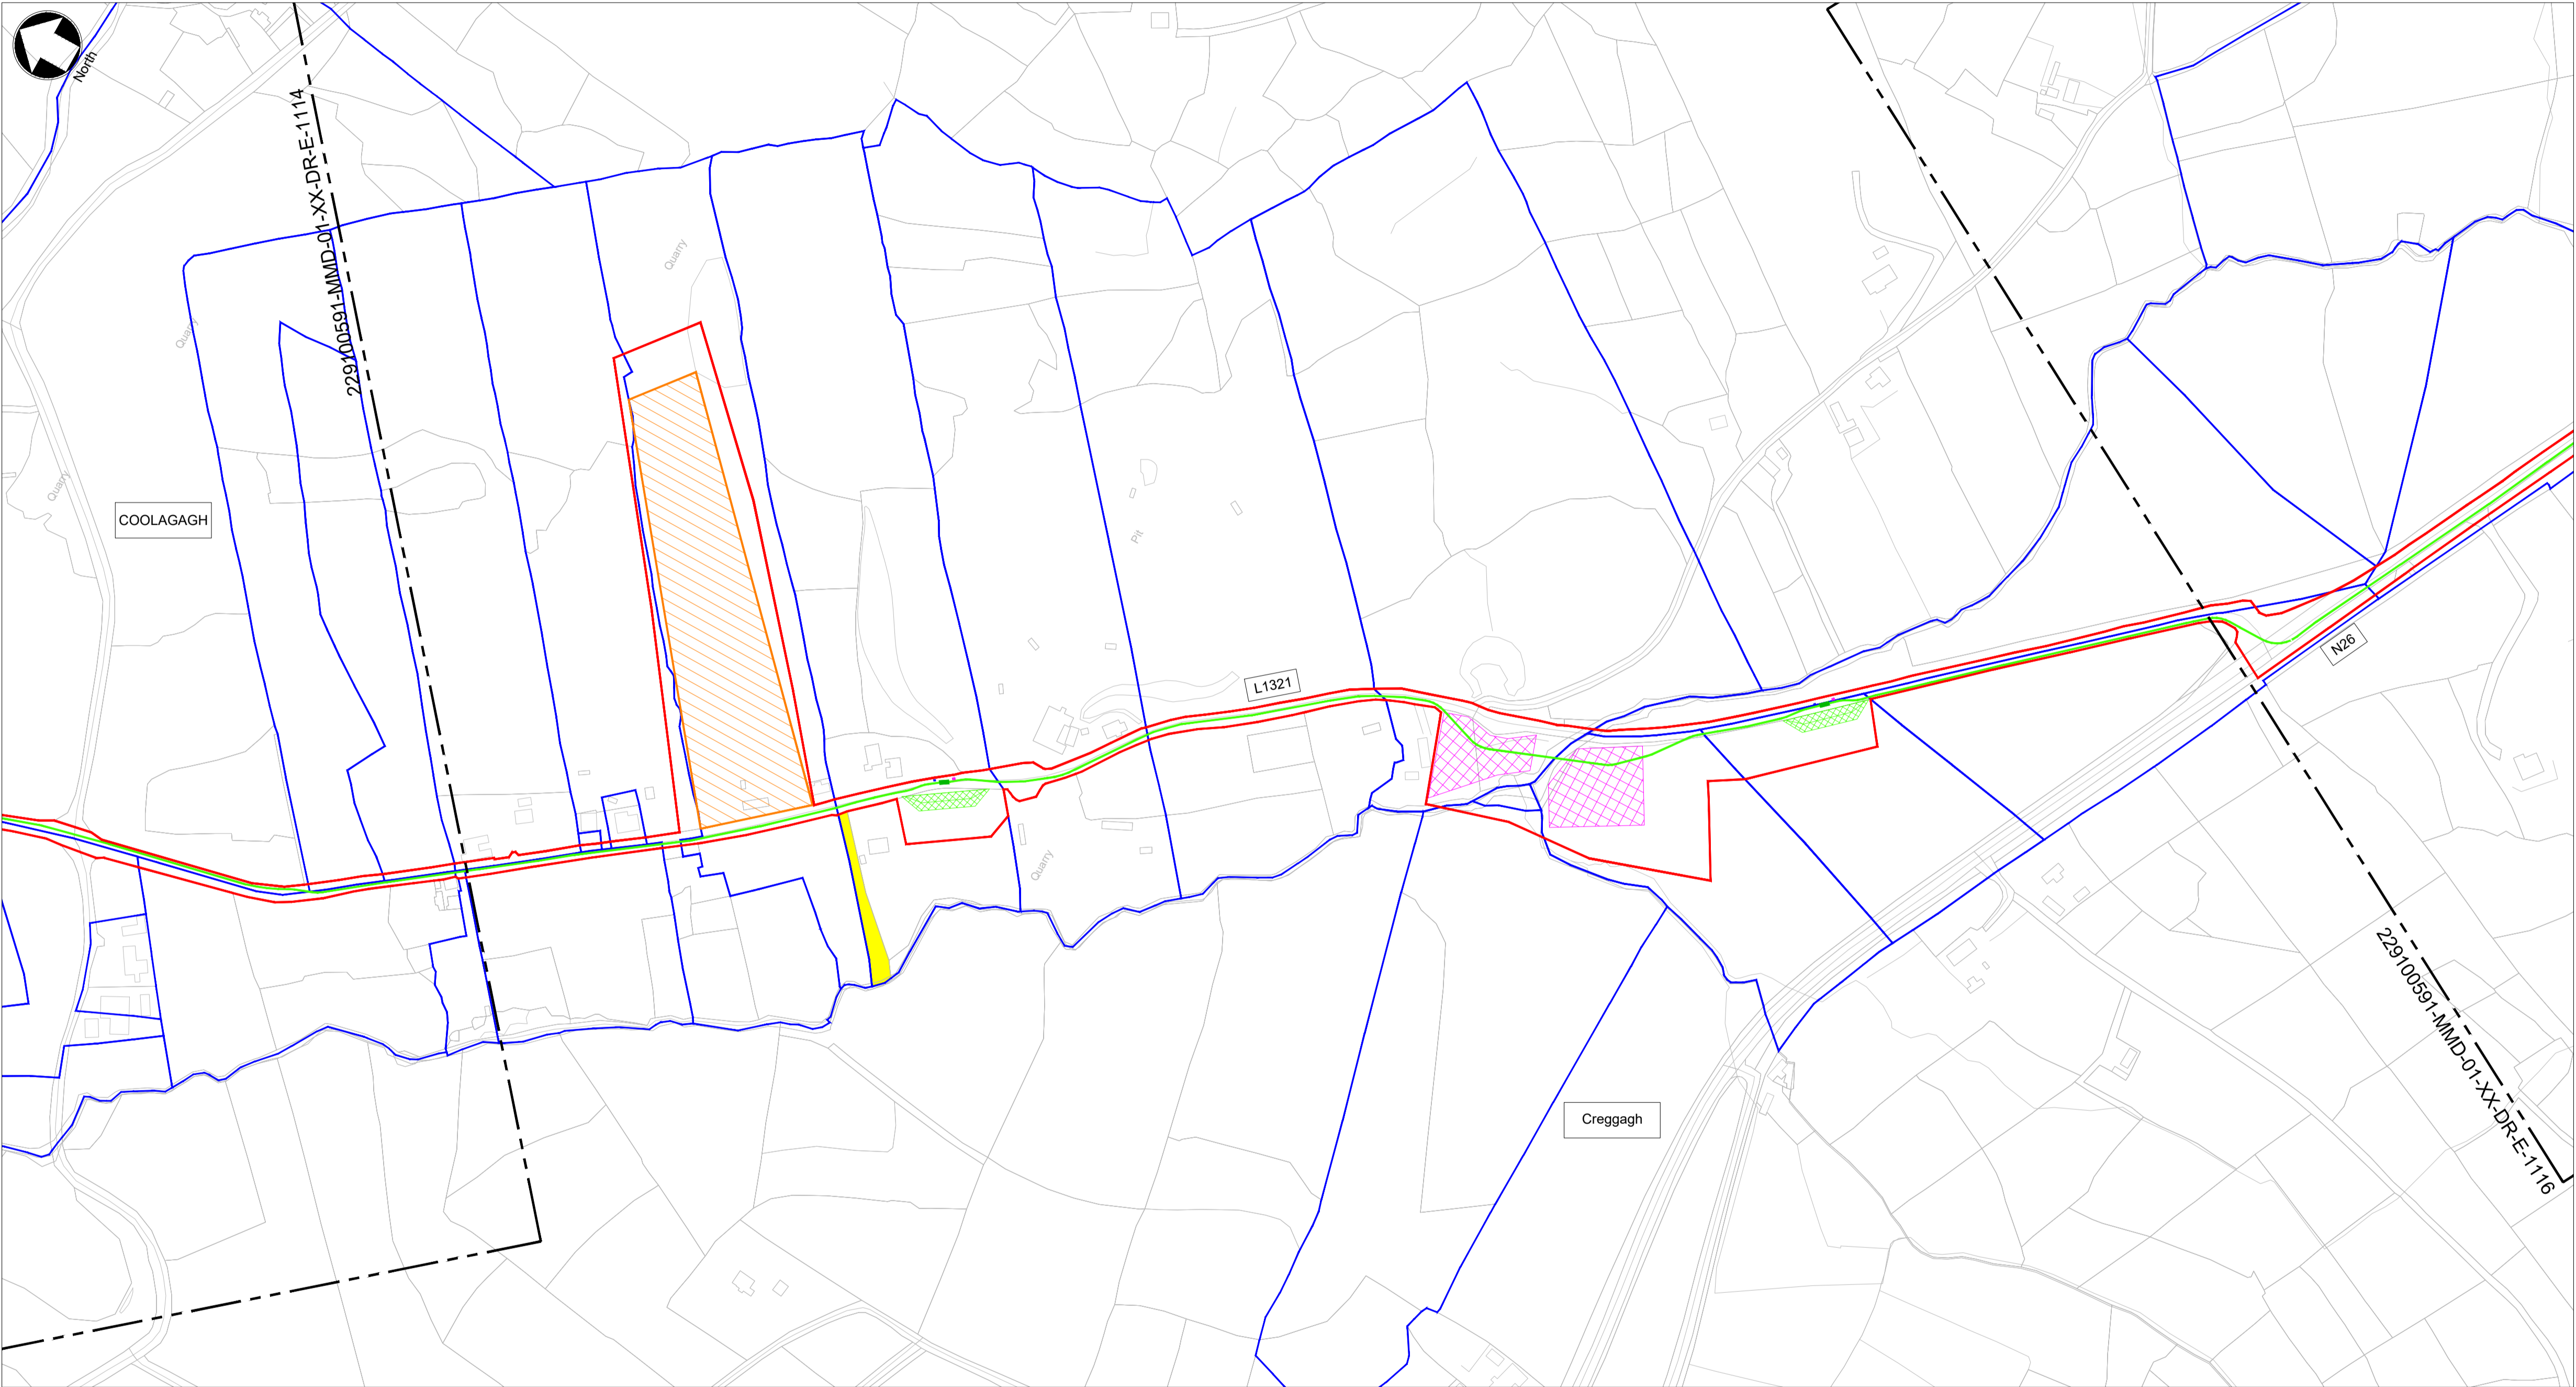 North
229100591-MMD-01-XX-DR-E-1114
Quarry
Quarry
Quarry
COOLAGAGH
Pit
L1321
N26
Quarry
229100591-MMD-01-XX-DR-E-1116
Creggagh